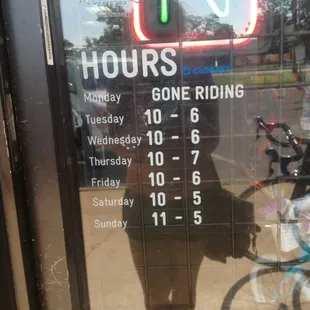 HOURS
Monday GONE RIDING
Tuesday 10 - 6
Wednesday 10 - 6
Thursday 10 - 7
Friday 10 - 6
Saturday 10 - 5
Sunday 11 - 5